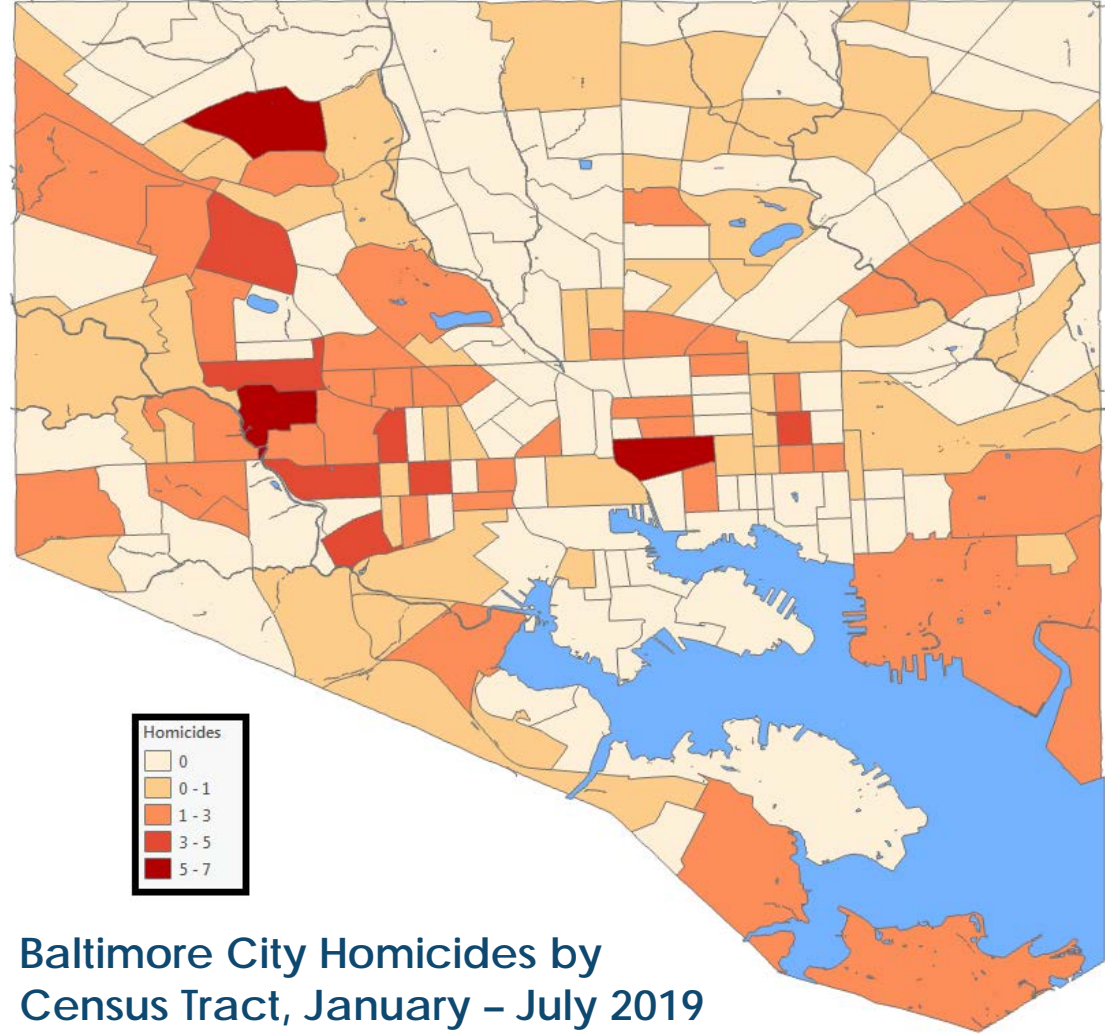 Homicides
0
0 - 1
1 - 3
3 - 5
5 - 7
Baltimore City Homicides by
Census Tract, January – July 2019